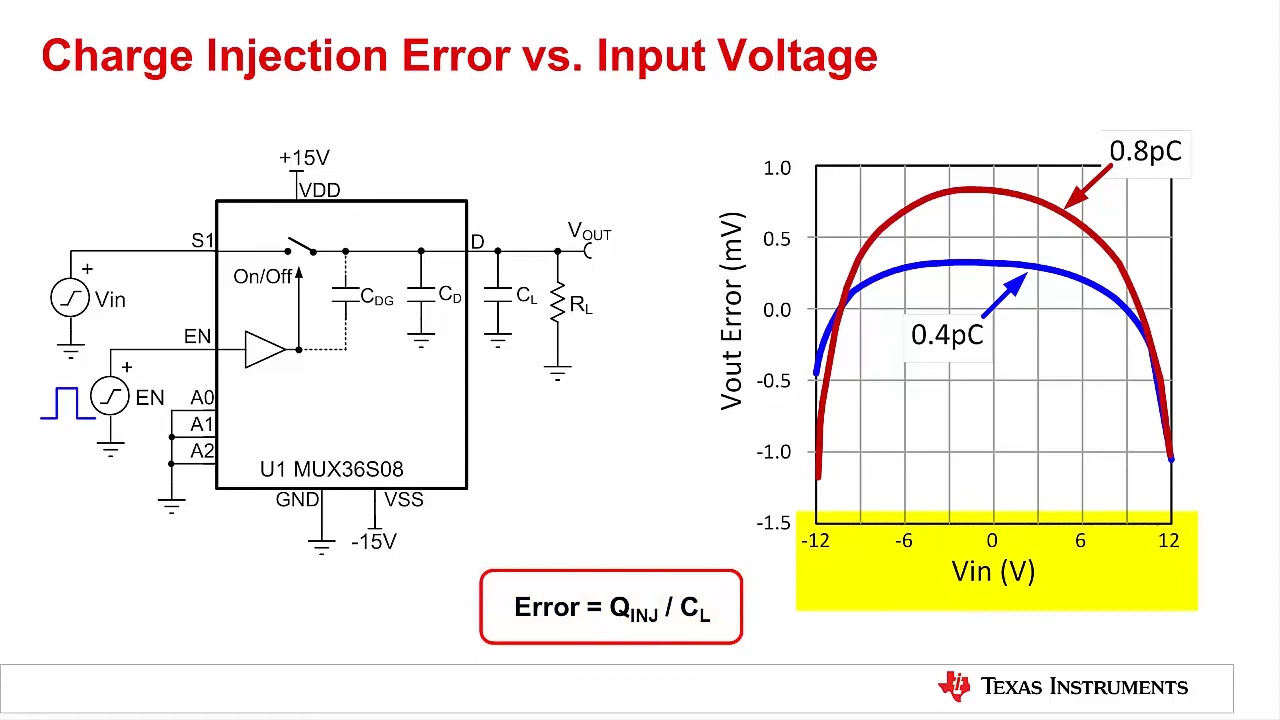 Charge Injection Error vs. Input Voltage
+15V
VDD
S1
D
VOUT
On/Off
+
Vin
CDG
CD
CL
RL
EN
+
EN
A0
A1
A2
U1 MUX36S08
GND
VSS
-15V
Error = QINJ / CL
0.8pC
0.4pC
Vout Error (mV)
1.0
0.5
0.0
-0.5
-1.0
-1.5
-12 -6 0 6 12
Vin (V)
TEXAS INSTRUMENTS